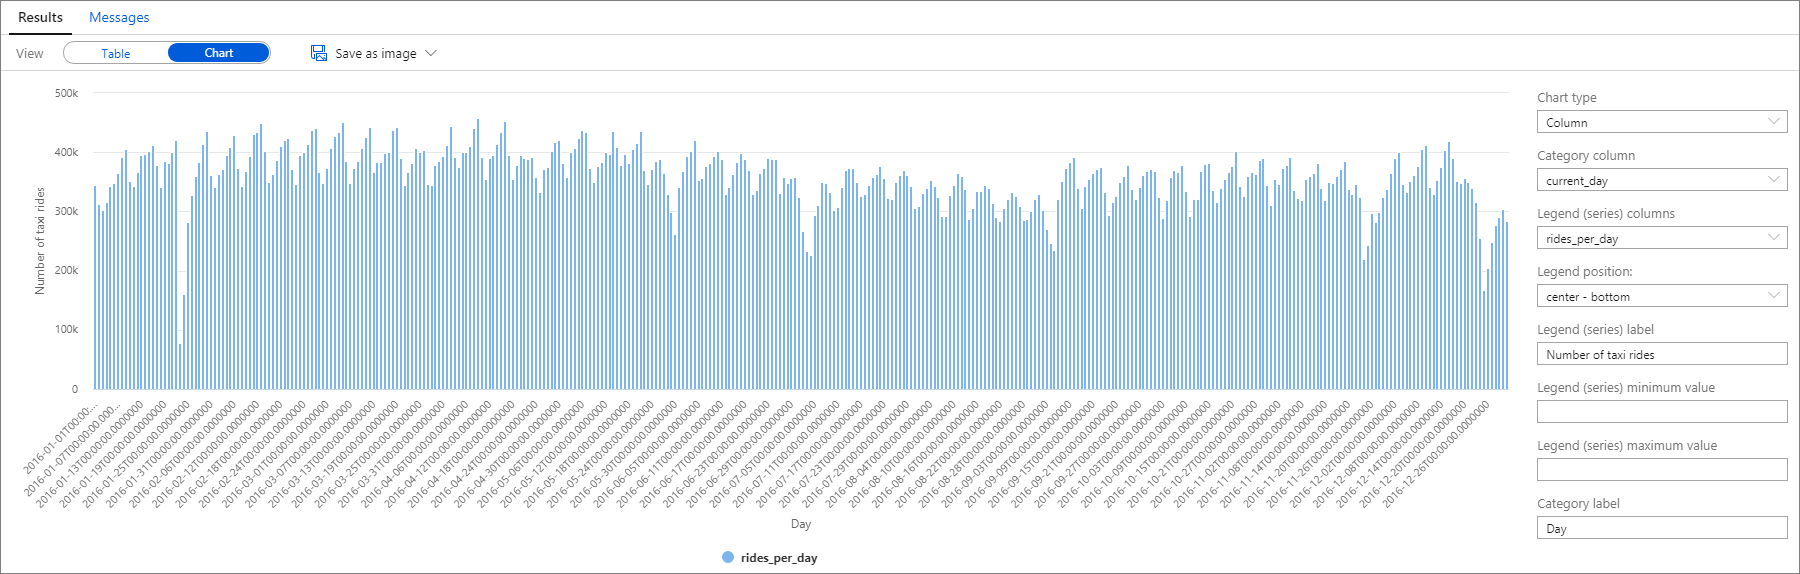 Results Messages
View Table Chart Save as image
500k
400k
300k
200k
100k
0
Number of taxi rides
2016-01-01T00:00:...
2016-01-07T00:00:00.000...
2016-01-13T00:00:00.0000000
2016-01-19T00:00:00.0000000
2016-01-25T00:00:00.0000000
2016-01-31T00:00:00.0000000
2016-02-06T00:00:00.0000000
2016-02-12T00:00:00.0000000
2016-02-18T00:00:00.0000000
2016-02-24T00:00:00.0000000
2016-03-01T00:00:00.0000000
2016-03-07T00:00:00.0000000
2016-03-13T00:00:00.0000000
2016-03-19T00:00:00.0000000
2016-03-25T00:00:00.0000000
2016-03-31T00:00:00.0000000
2016-04-06T00:00:00.0000000
2016-04-12T00:00:00.0000000
2016-04-18T00:00:00.0000000
2016-04-24T00:00:00.0000000
2016-04-30T00:00:00.0000000
2016-05-06T00:00:00.0000000
2016-05-12T00:00:00.0000000
2016-05-18T00:00:00.0000000
2016-05-24T00:00:00.0000000
2016-05-30T00:00:00.0000000
2016-06-05T00:00:00.0000000
2016-06-11T00:00:00.0000000
2016-06-17T00:00:00.0000000
2016-06-23T00:00:00.0000000
2016-06-29T00:00:00.0000000
2016-07-05T00:00:00.0000000
2016-07-11T00:00:00.0000000
2016-07-17T00:00:00.0000000
2016-07-23T00:00:00.0000000
2016-07-29T00:00:00.0000000
2016-08-04T00:00:00.0000000
2016-08-10T00:00:00.0000000
2016-08-16T00:00:00.0000000
2016-08-22T00:00:00.0000000
2016-08-28T00:00:00.0000000
2016-09-03T00:00:00.0000000
2016-09-09T00:00:00.0000000
2016-09-15T00:00:00.0000000
2016-09-21T00:00:00.0000000
2016-09-27T00:00:00.0000000
2016-10-03T00:00:00.0000000
2016-10-09T00:00:00.0000000
2016-10-15T00:00:00.0000000
2016-10-21T00:00:00.0000000
2016-10-27T00:00:00.0000000
2016-11-02T00:00:00.0000000
2016-11-08T00:00:00.0000000
2016-11-14T00:00:00.0000000
2016-11-20T00:00:00.0000000
2016-11-26T00:00:00.0000000
2016-12-02T00:00:00.0000000
2016-12-08T00:00:00.0000000
2016-12-14T00:00:00.0000000
2016-12-20T00:00:00.0000000
2016-12-26T00:00:00.0000000
Day
rides_per_day
Chart type
Column
Category column
current_day
Legend (series) columns
rides_per_day
Legend position:
center - bottom
Legend (series) label
Number of taxi rides
Legend (series) minimum value
Legend (series) maximum value
Category label
Day